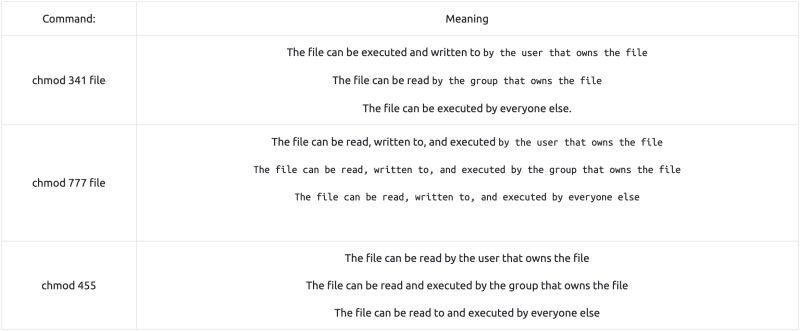 Command:
Meaning
chmod 341 file
The file can be executed and written to by the user that owns the file
The file can be read by the group that owns the file
The file can be executed by everyone else.
chmod 777 file
The file can be read, written to, and executed by the user that owns the file
The file can be read, written to, and executed by the group that owns the file
The file can be read, written to, and executed by everyone else
chmod 455
The file can be read by the user that owns the file
The file can be read and executed by the group that owns the file
The file can be read to and executed by everyone else